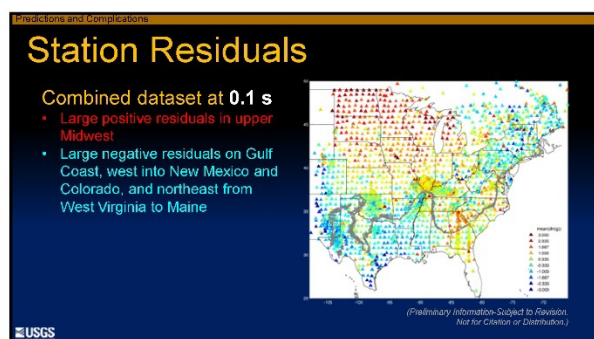 Predictions and Complications
Station Residuals
Combined dataset at 0.1 s
• Large positive residuals in upper
Midwest
• Large negative residuals on Gulf
Coast, west into New Mexico and
Colorado, and northeast from
West Virginia to Maine
(Preliminary Information-Subject to Revision.
Not for Citation or Distribution.)
USGS